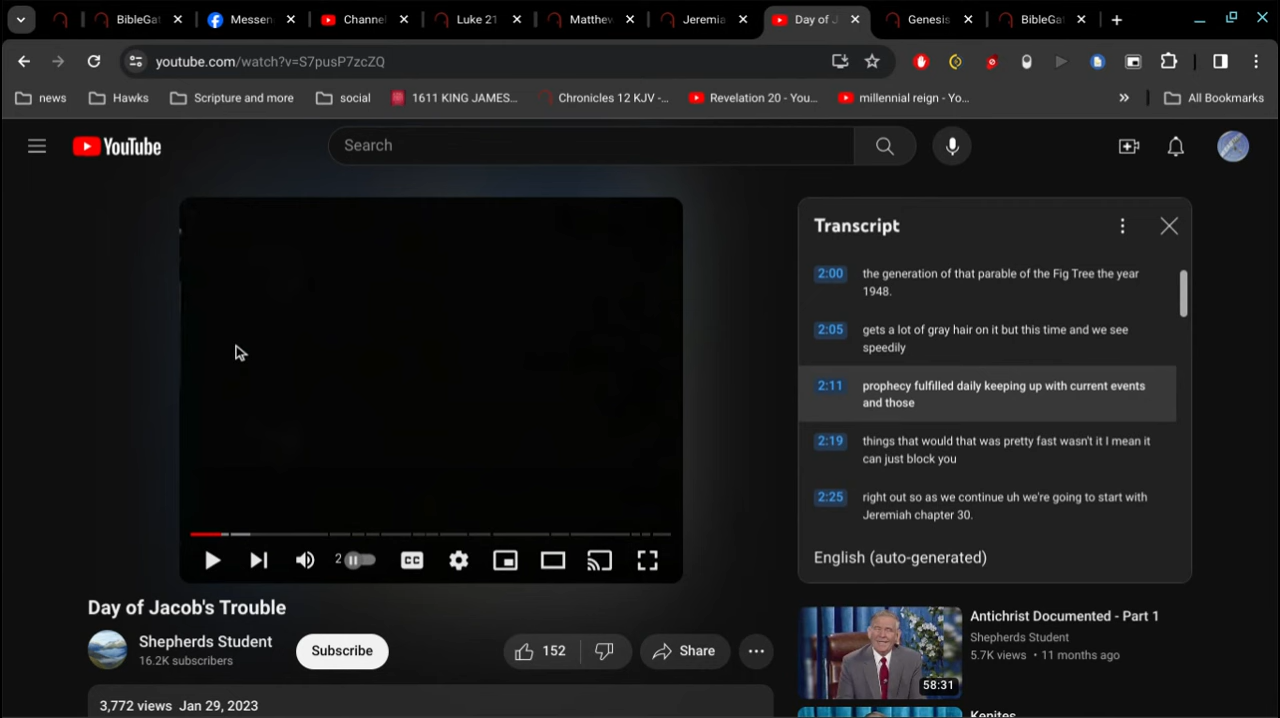 BibleGat
Messen
Channel
Luke 21
Matthew
Jeremia
Day of J
Genesis
BibleGat
youtube.com/watch?v=S7pusP7zcZQ
news
Hawks
Scripture and more
social
1611 KING JAMES...
Chronicles 12 KJV -...
Revelation 20 - You...
millennial reign - Yo...
All Bookmarks
YouTube
Search
Transcript
2:00 the generation of that parable of the Fig Tree the year
1948.
2:05 gets a lot of gray hair on it but this time and we see
speedily
2:11 prophecy fulfilled daily keeping up with current events
and those
2:19 things that would that was pretty fast wasn't it I mean it
can just block you
2:25 right out so as we continue uh we're going to start with
Jeremiah chapter 30.
English (auto-generated)
2
CC
Day of Jacob's Trouble
Shepherds Student
16.2K subscribers
Subscribe
152
Share
3,772 views Jan 29, 2023
Antichrist Documented - Part 1
Shepherds Student
5.7K views • 11 months ago
58:31
Kenites